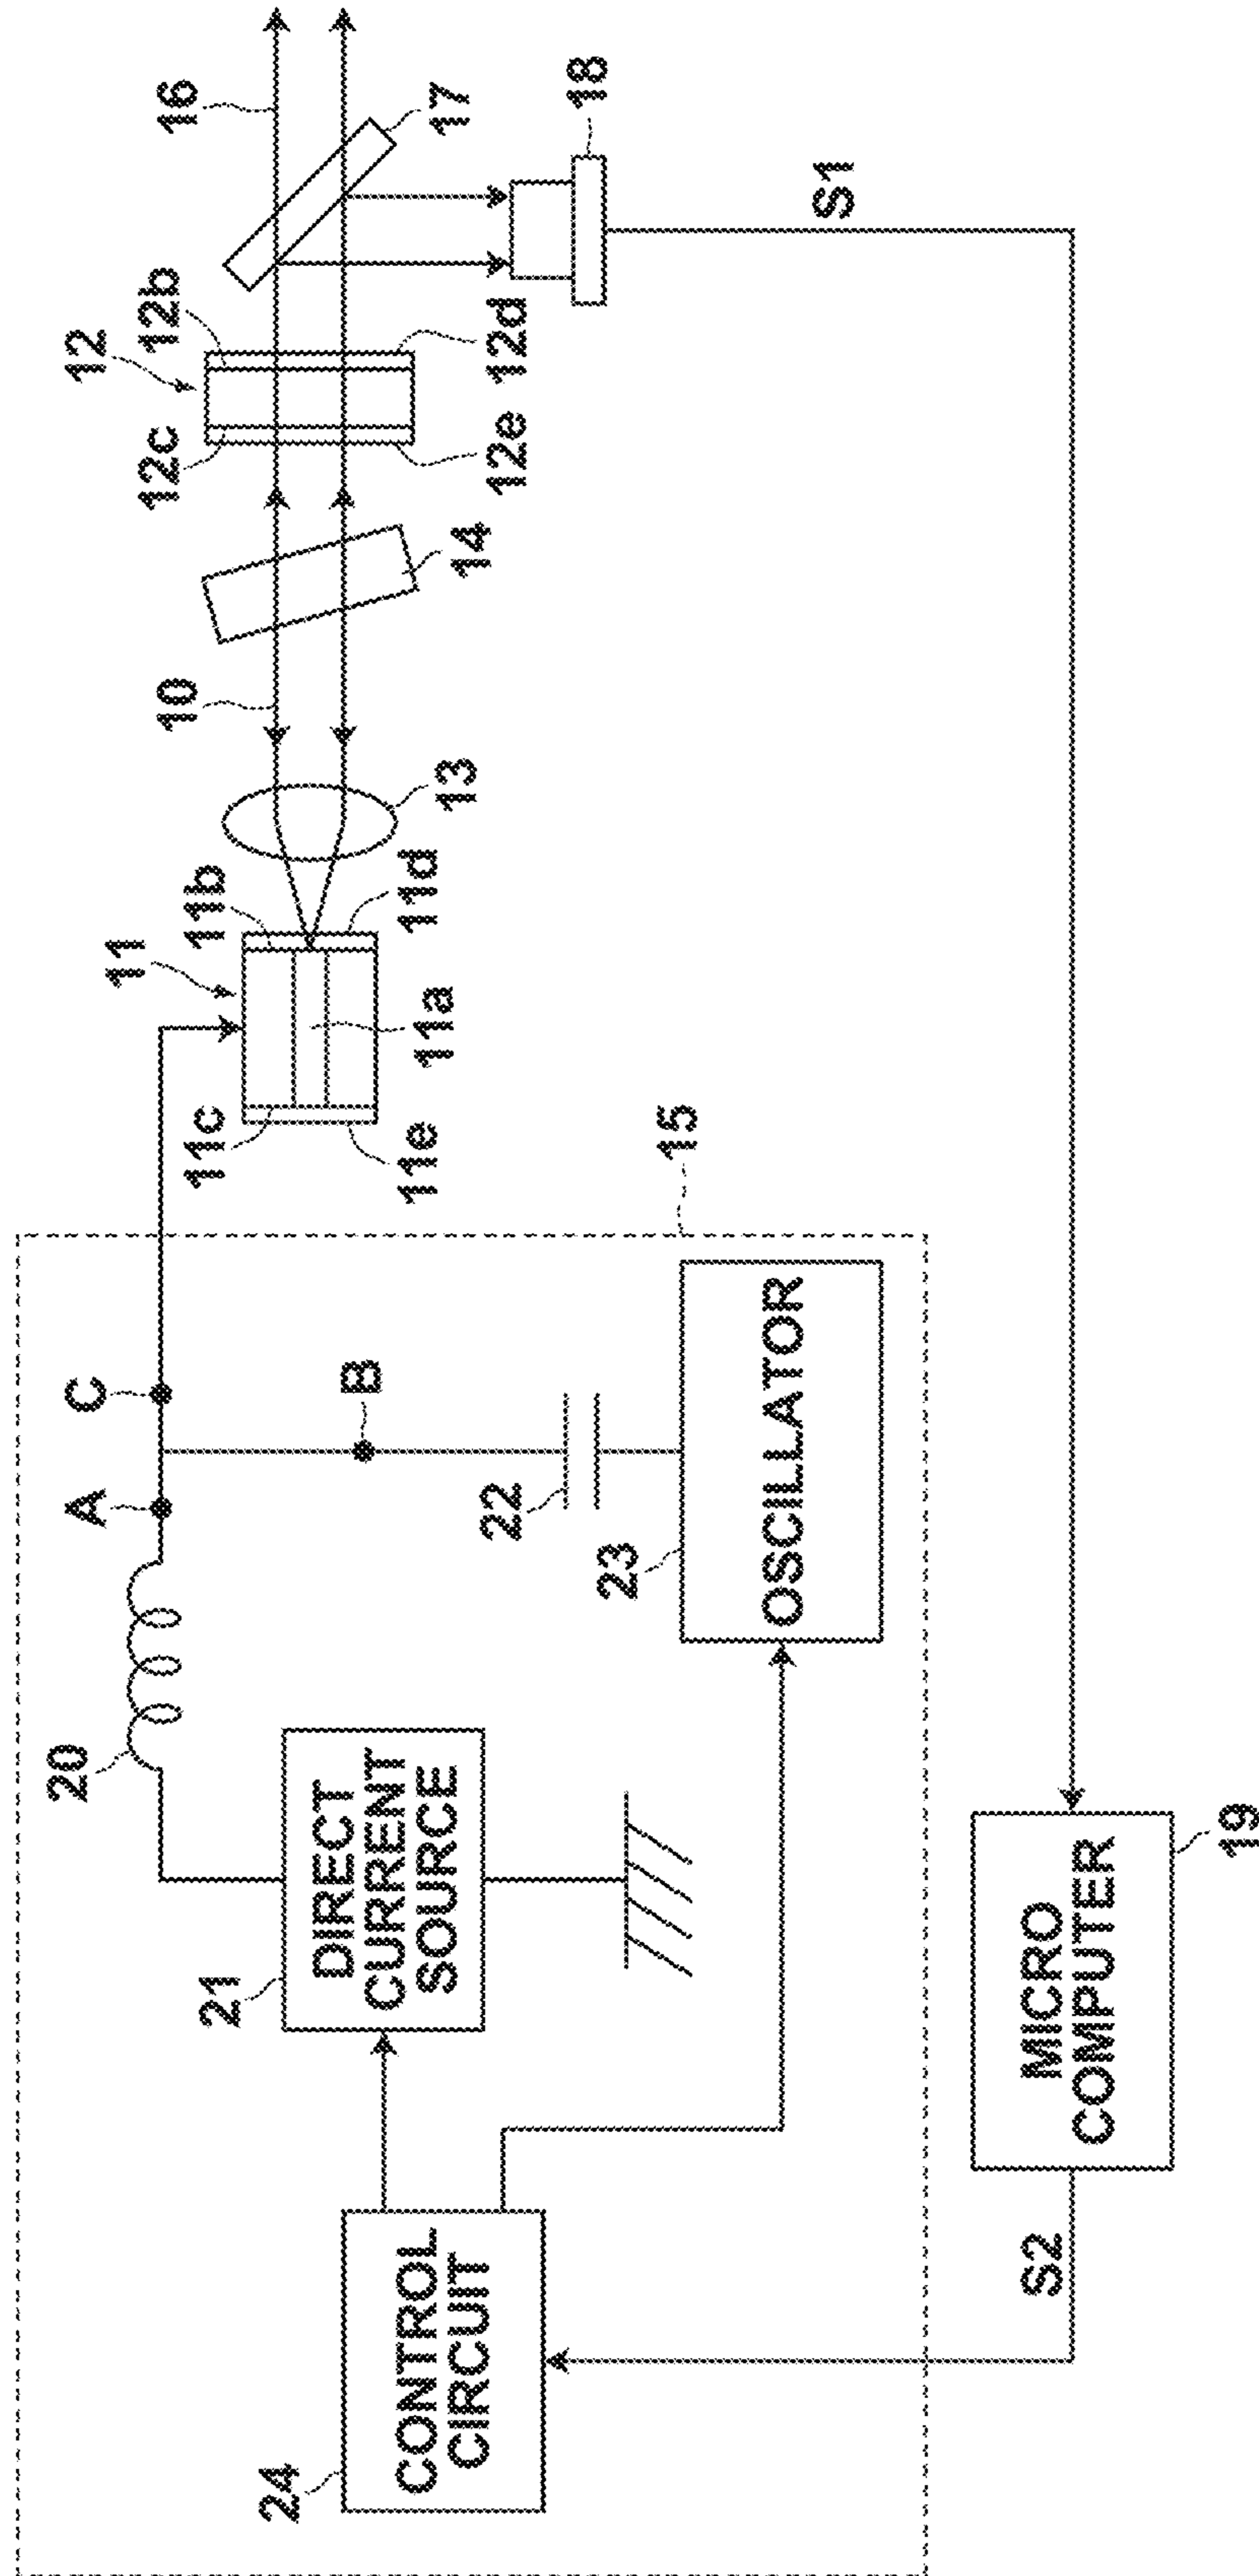 12
12c
12b
16
11
11c
11b
10
17
11a
11e
11d
13
14
12e
12d
18
20
A
C
B
21
DIRECT
CURRENT
SOURCE
22
15
24
CONTROL
CIRCUIT
23
OSCILLATOR
S1
S2
MICRO
COMPUTER
19